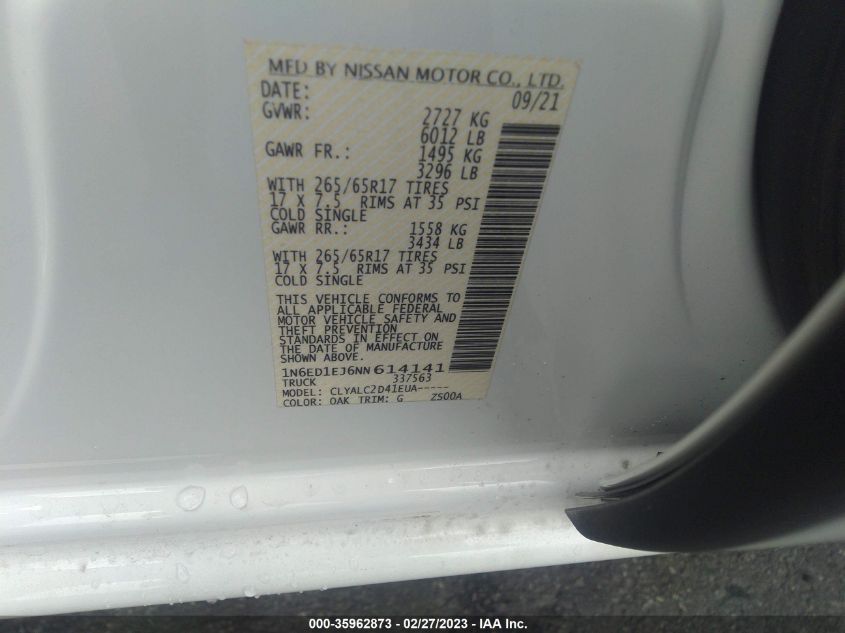 MFD BY NISSAN MOTOR CO., LTD.
DATE: 09/21
GVWR: 2727 KG
6012 LB
GAWR FR.: 1495 KG
3296 LB
WITH 265/65R17 TIRES
17 X 7.5 RIMS AT 35 PSI
COLD SINGLE
GAWR RR.: 1558 KG
3434 LB
WITH 265/65R17 TIRES
17 X 7.5 RIMS AT 35 PSI
COLD SINGLE
THIS VEHICLE CONFORMS TO
ALL APPLICABLE FEDERAL
MOTOR VEHICLE SAFETY AND
THEFT PREVENTION
STANDARDS IN EFFECT ON
THE DATE OF MANUFACTURE
SHOWN ABOVE.
1N6ED1EJ6NN614141
TRUCK 337563
MODEL: CLYALC2D41EUA-----
COLOR: QAK TRIM: G ZS00A
000-35962873 - 02/27/2023 - IAA Inc.